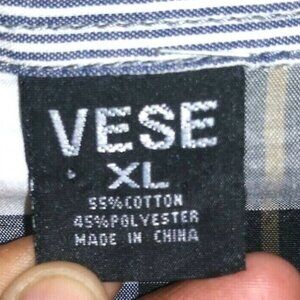 VESE
XL
55%COTTON
45%POLYESTER
MADE IN CHINA